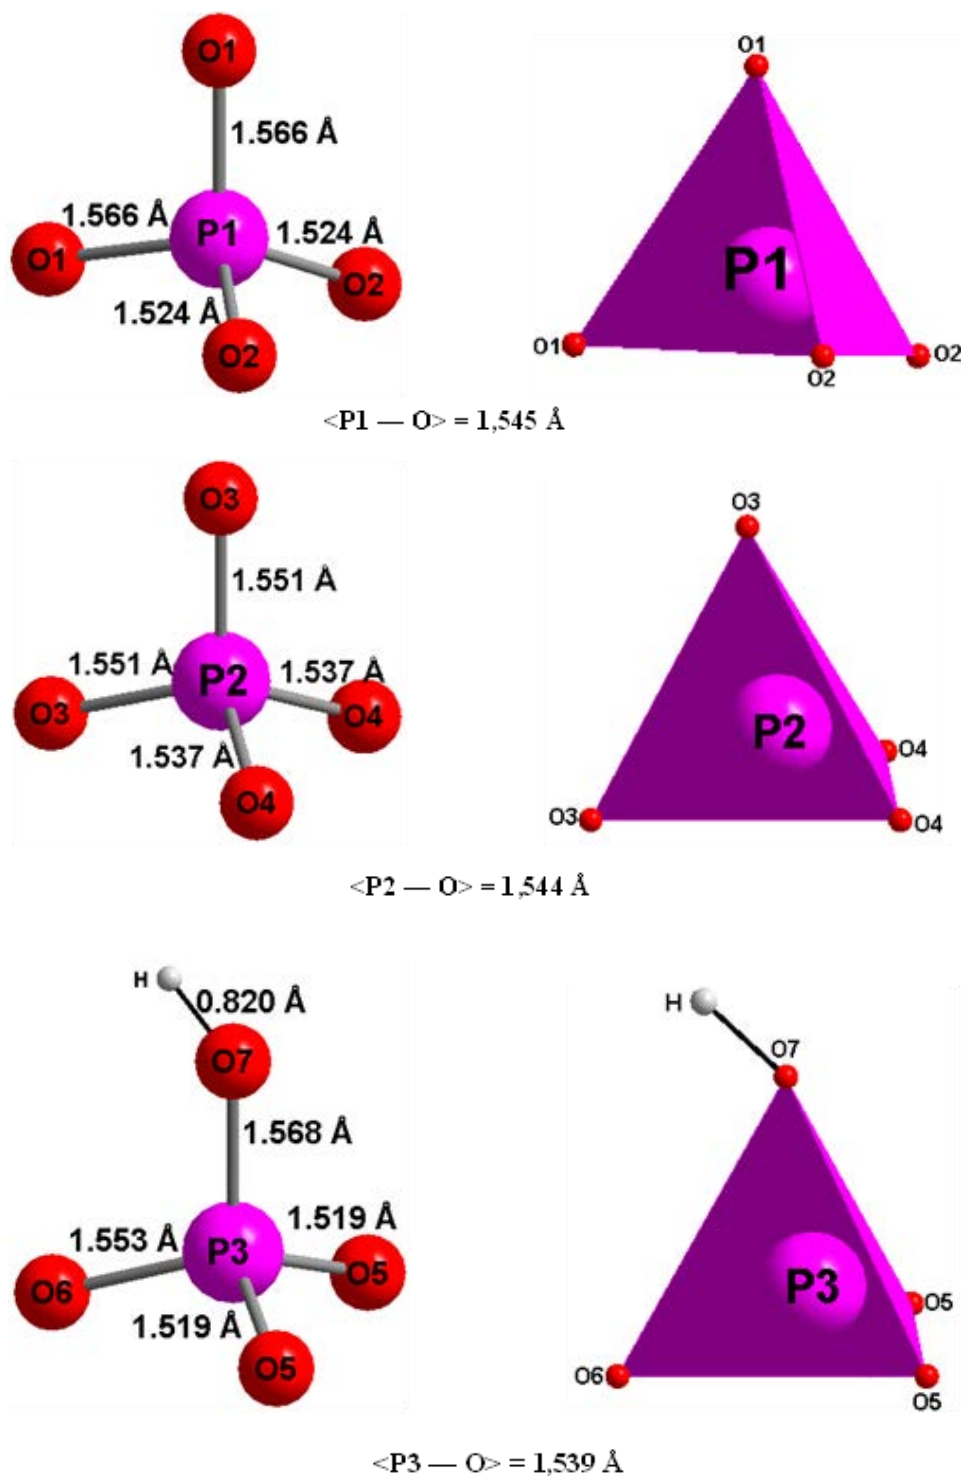 O1
O1
1.566 Å
1.566 Å
P1
1.524 Å
P1
O1
O2
1.524 Å
O2
O1
O2
O2
<P1 — O> = 1,545 Å
O3
O3
1.551 Å
1.551 Å
P2
1.537 Å
P2
O3
O4
1.537 Å
O4
O4
O3
O4
<P2 — O> = 1,544 Å
H
0.820 Å
H
O7
O7
1.568 Å
1.519 Å
1.553 Å
P3
O5
P3
O6
1.519 Å
O5
O5
O6
O5
<P3 — O> = 1,539 Å